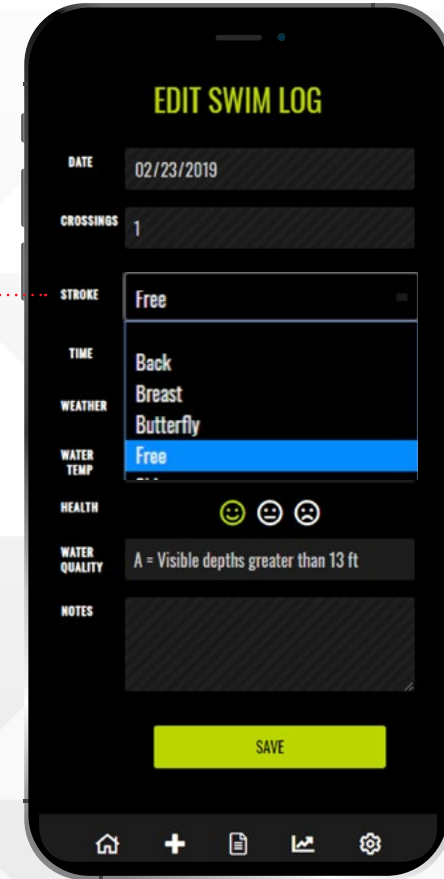 EDIT SWIM LOG
DATE
02/23/2019
CROSSINGS
1
STROKE
Free
TIME
Back
Breast
WEATHER
Butterfly
WATER
TEMP
Free
HEALTH
WATER
QUALITY
A = Visible depths greater than 13 ft
NOTES
SAVE